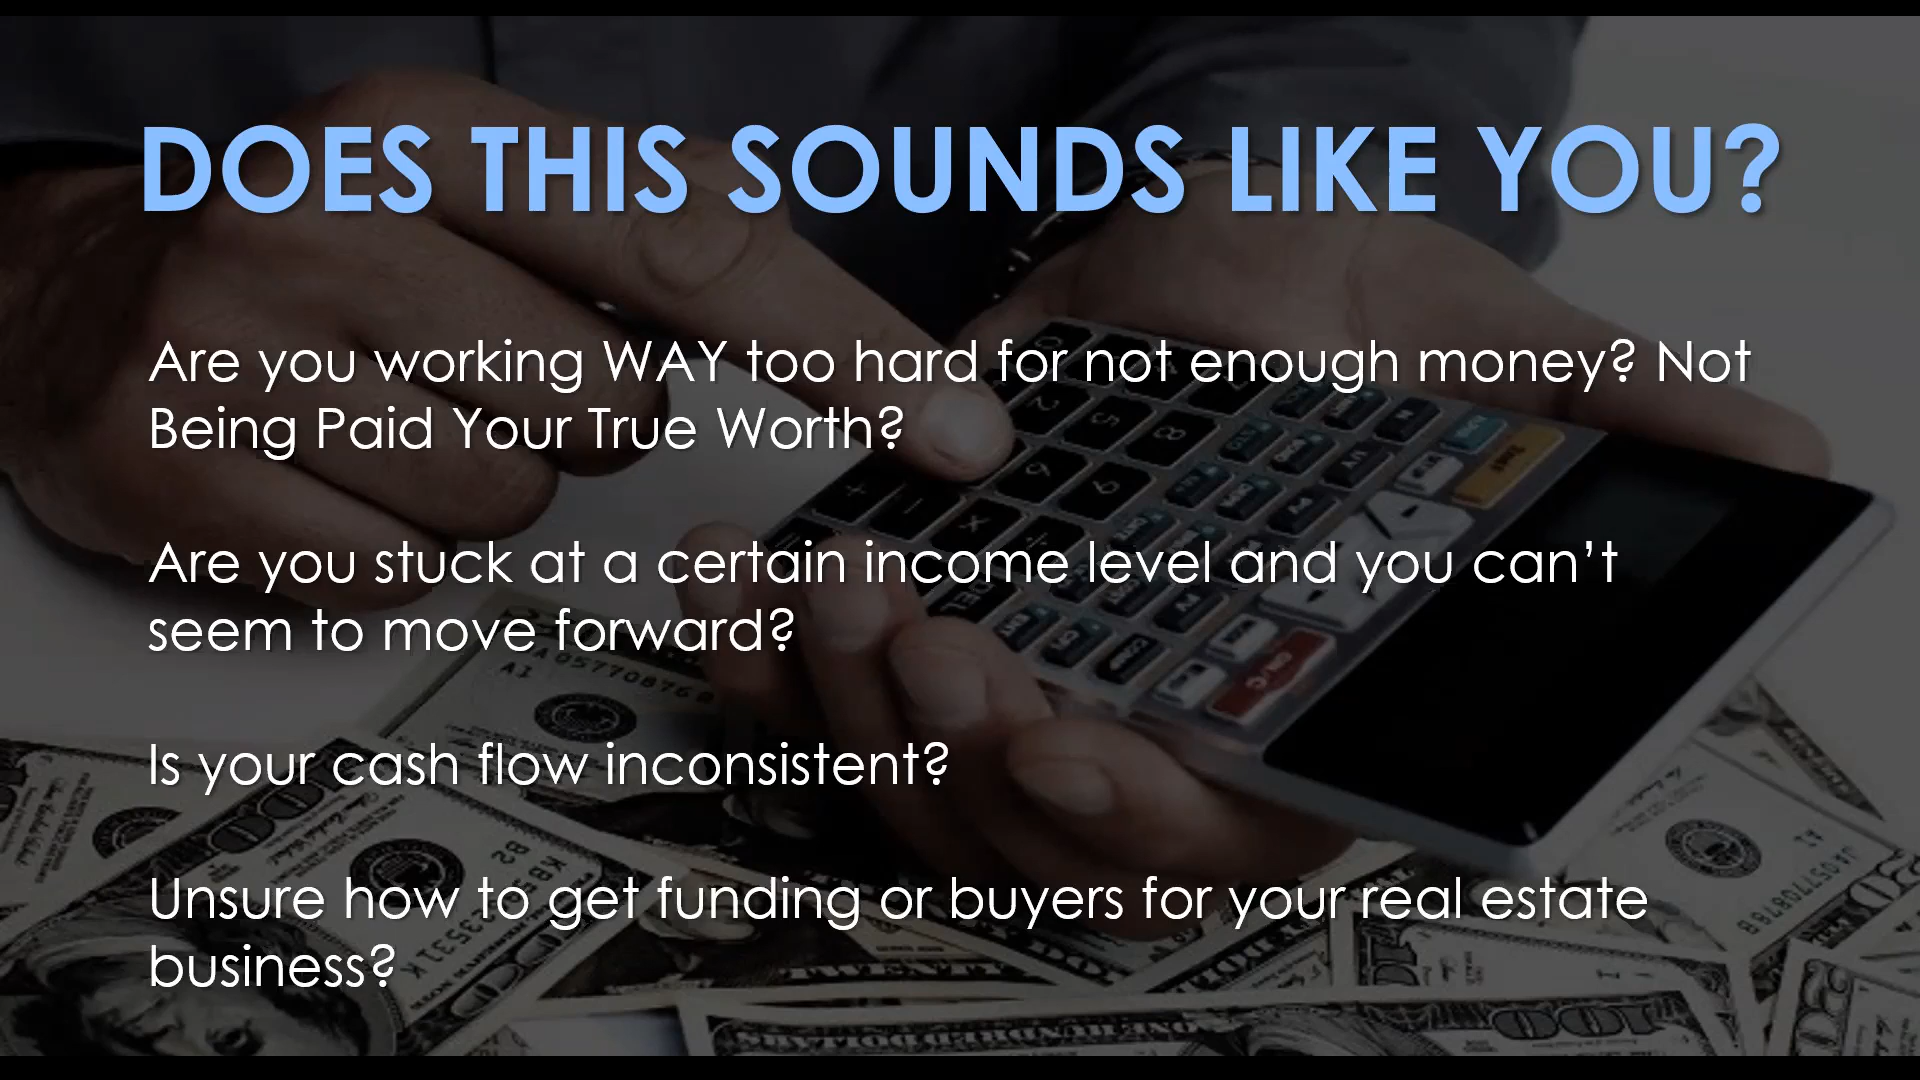 DOES THIS SOUNDS LIKE YOU?
Are you working WAY too hard for not enough money? Not
Being Paid Your True Worth?
Are you stuck at a certain income level and you can’t
seem to move forward?
Is your cash flow inconsistent?
Unsure how to get funding or buyers for your real estate
business?